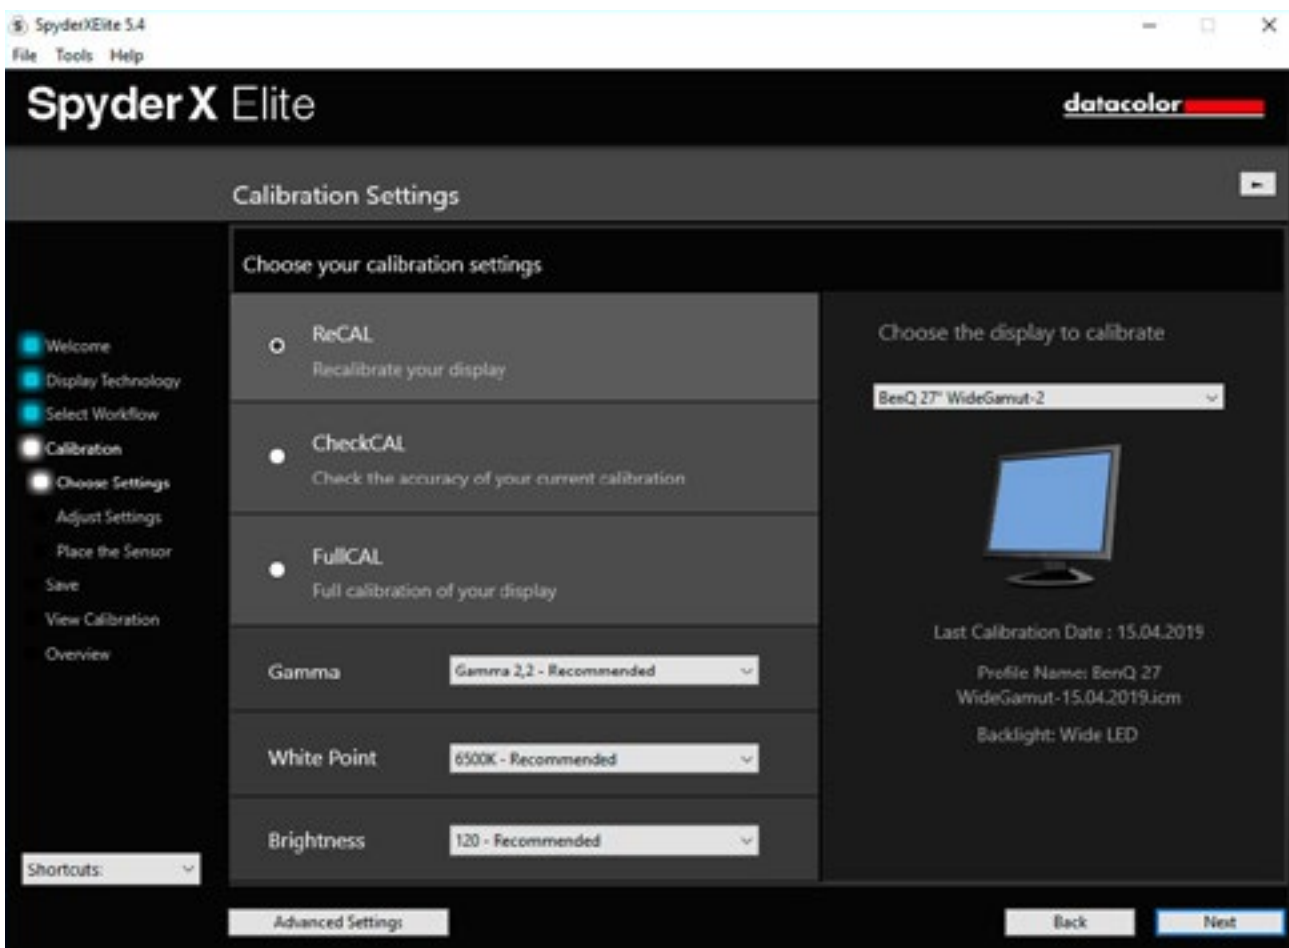 SpyderXElite 5.4
File Tools Help
SpyderX Elite
datacolor
Calibration Settings
Choose your calibration settings
Welcome
Display Technology
Select Workflow
Calibration
Choose Settings
Adjust Settings
Place the Sensor
Save
View Calibration
Overview
Shortcuts:
ReCAL
Recalibrate your display
CheckCAL
Check the accuracy of your current calibration
FullCAL
Full calibration of your display
Gamma
Gamma 2,2 - Recommended
White Point
6500K - Recommended
Brightness
120 - Recommended
Choose the display to calibrate
BenQ 27" WideGamut-2
Last Calibration Date : 15.04.2019
Profile Name: BenQ 27
WideGamut-15.04.2019.icm
Backlight: Wide LED
Advanced Settings
Back
Next